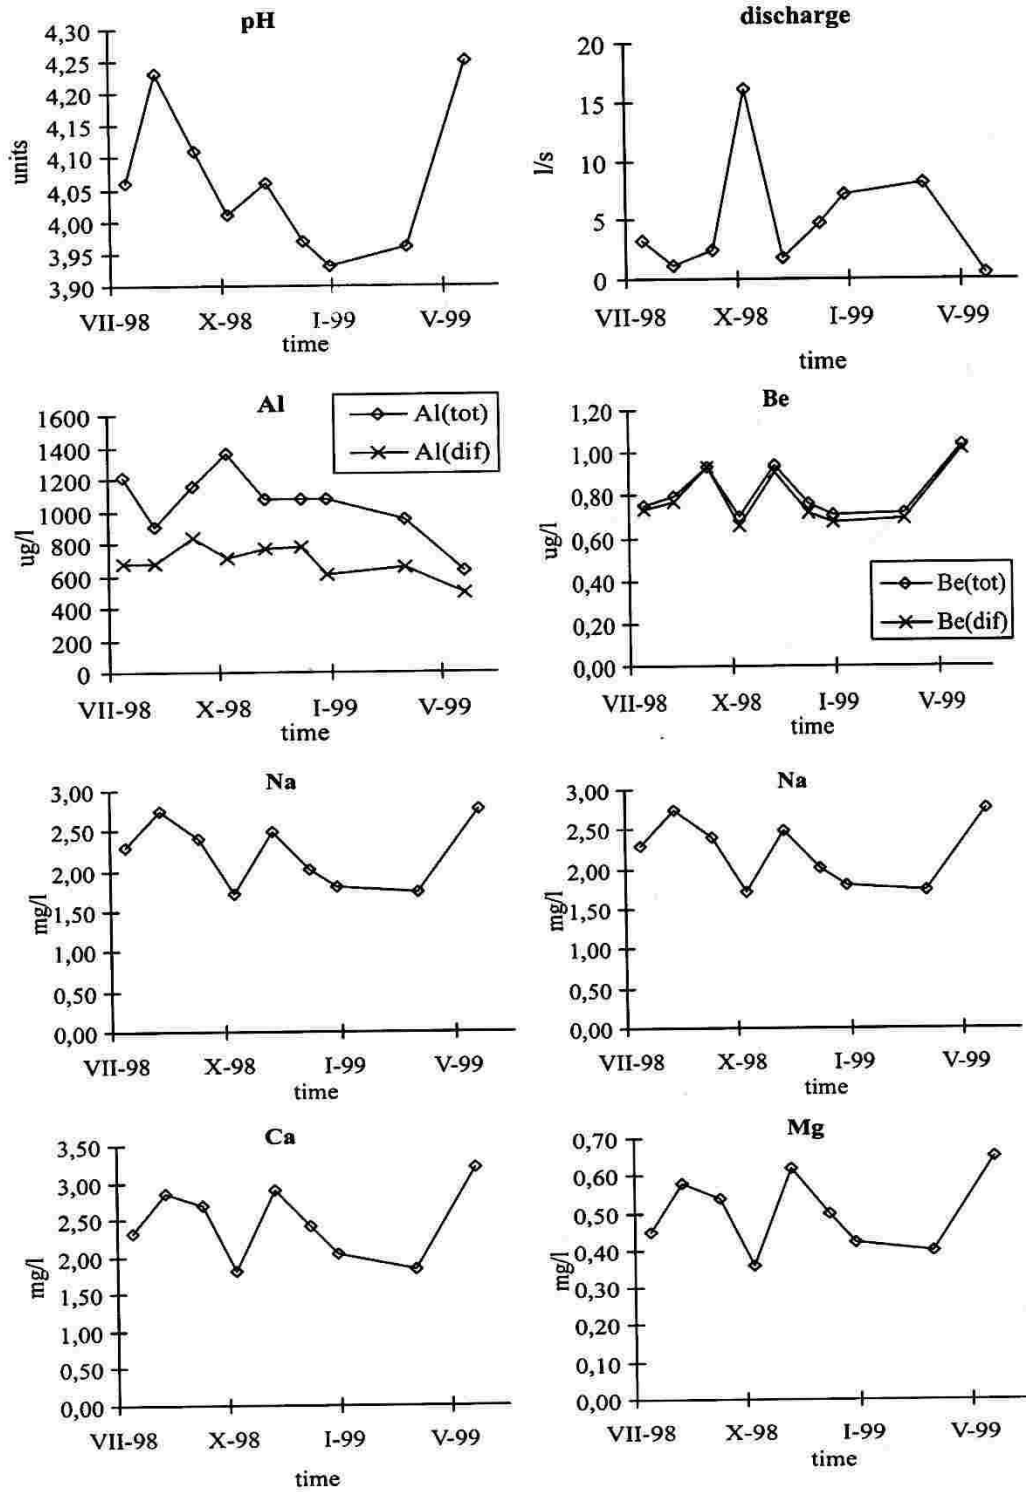 pH
4,30
4,25
4,20
4,15
4,10
4,05
4,00
3,95
3,90
units
VII-98 X-98 I-99 V-99
time
discharge
20
15
10
5
0
l/s
VII-98 X-98 I-99 V-99
time
Al
Al(tot)
Al(dif)
1600
1400
1200
1000
800
600
400
200
0
ug/l
VII-98 X-98 I-99 V-99
time
Be
1,20
1,00
0,80
0,60
0,40
0,20
0,00
ug/l
Be(tot)
Be(dif)
VII-98 X-98 I-99 V-99
time
Na
3,00
2,50
2,00
1,50
1,00
0,50
0,00
mg/l
VII-98 X-98 I-99 V-99
time
Na
3,00
2,50
2,00
1,50
1,00
0,50
0,00
mg/l
VII-98 X-98 I-99 V-99
time
Ca
3,50
3,00
2,50
2,00
1,50
1,00
0,50
0,00
mg/l
VII-98 X-98 I-99 V-99
time
Mg
0,70
0,60
0,50
0,40
0,30
0,20
0,10
0,00
mg/l
VII-98 X-98 I-99 V-99
time